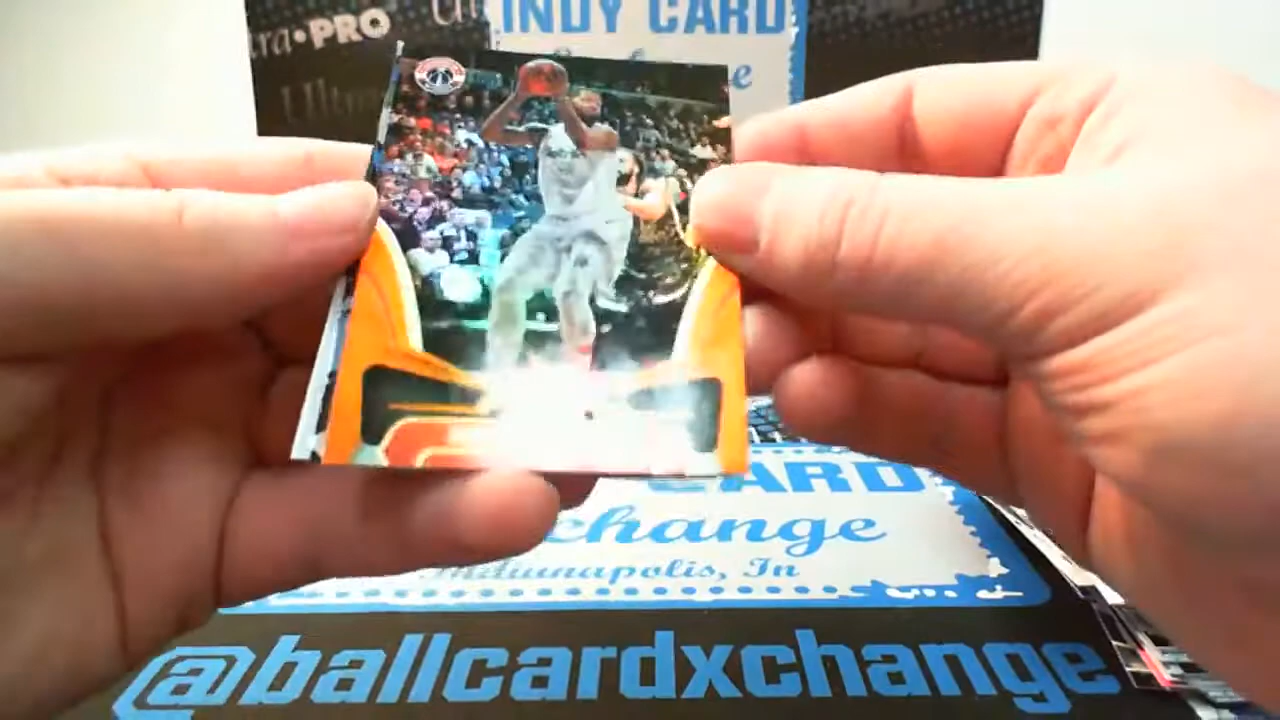 INDY CARD
ra•PRO
CARD
change
Indianapolis, In
@ballcardxchange